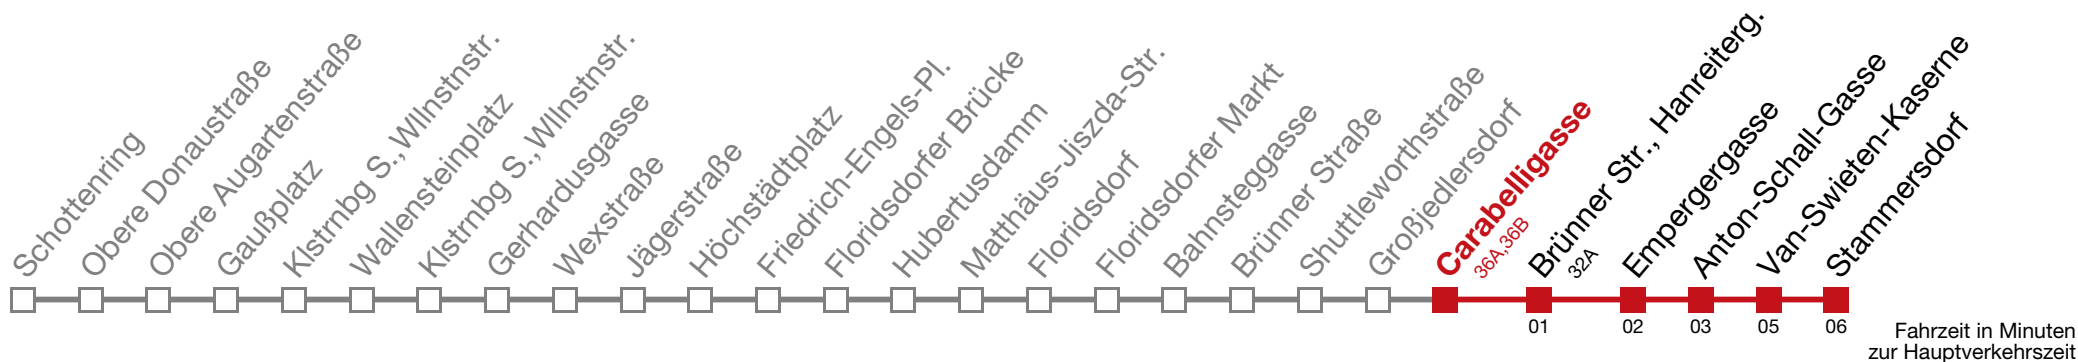 Schottenring
Obere Donaustraße
Obere Augartenstraße
Gaußplatz
Klstrnbg S., Wllnstnstr.
Wallensteinplatz
Klstrnbg S., Wllnstnstr.
Gerhardusgasse
Wexstraße
Jägerstraße
Höchstädtplatz
Friedrich-Engels-Pl.
Floridsdorfer Brücke
Hubertusdamm
Matthäus-Jiszda-Str.
Floridsdorf
Floridsdorfer Markt
Bahnsteggasse
Brünner Straße
Shuttleworthstraße
Großjedlersdorf
Carabelligasse
36A,36B
Brünner Str., Hanreiterg.
32A
Empergergasse
Anton-Schall-Gasse
Van-Swieten-Kaserne
Stammersdorf
01 02 03 05 06
Fahrzeit in Minuten
zur Hauptverkehrszeit